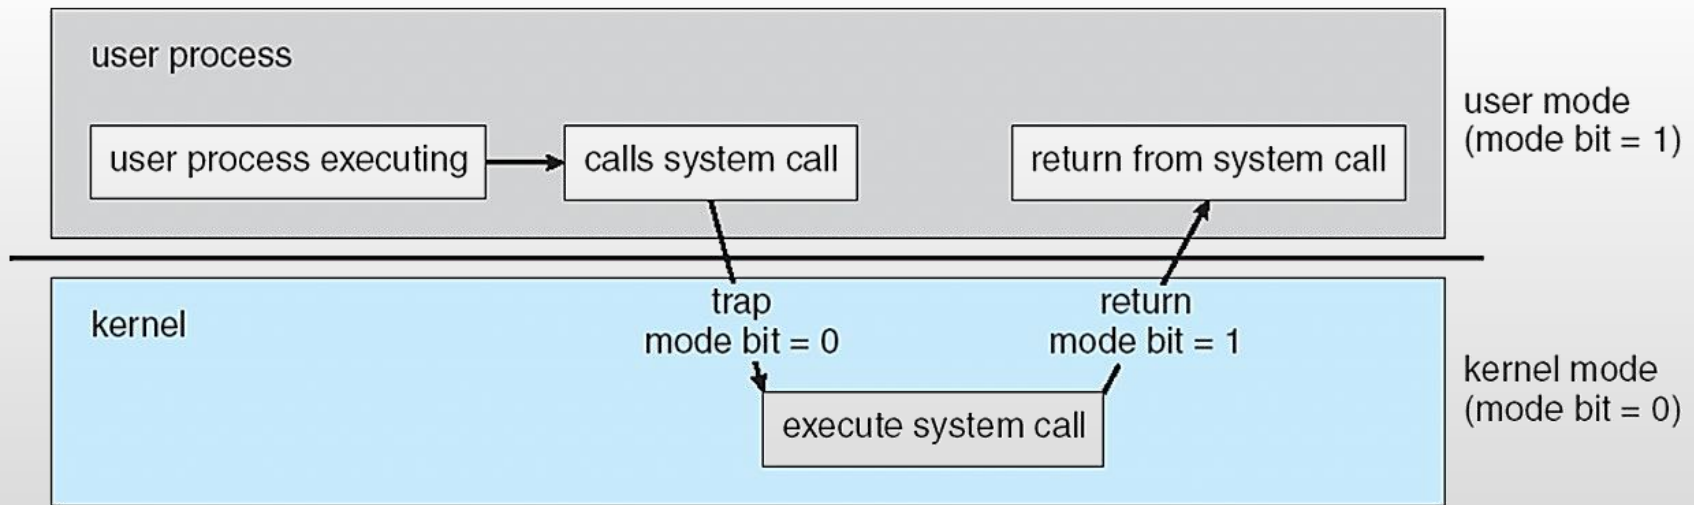 user process
user process executing
calls system call
return from system call
user mode
(mode bit = 1)
kernel
trap
mode bit = 0
return
mode bit = 1
execute system call
kernel mode
(mode bit = 0)